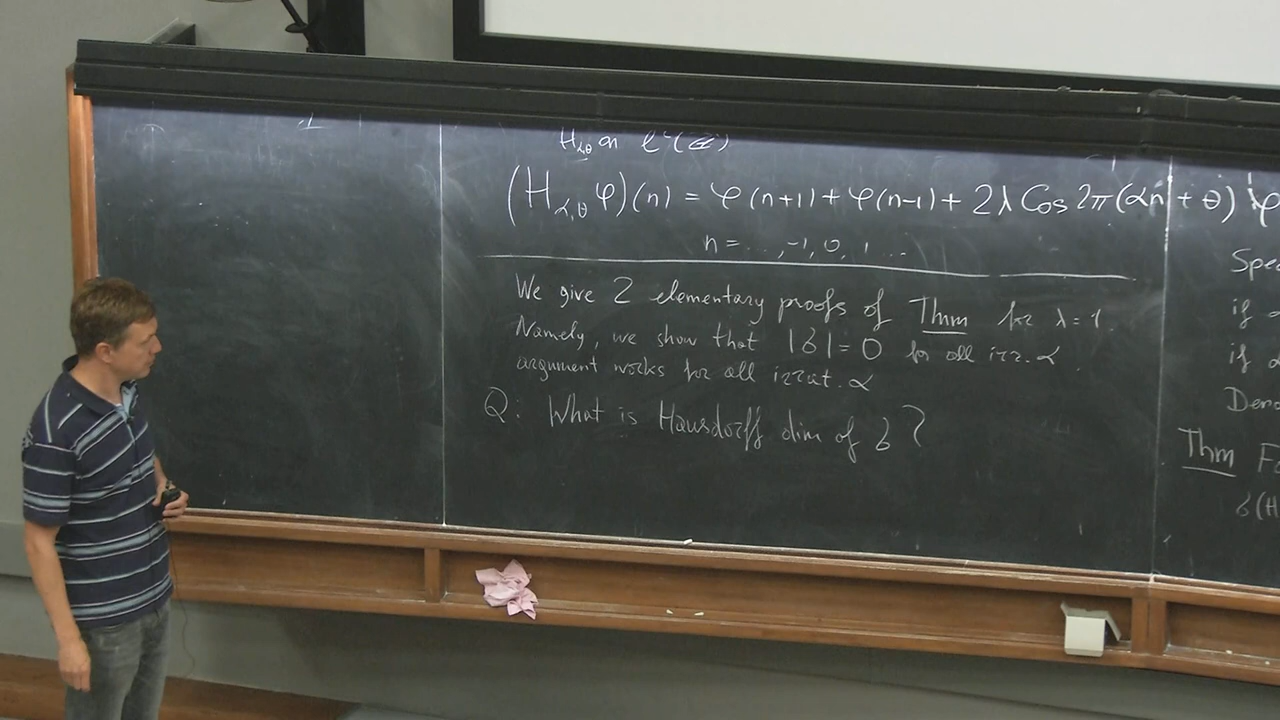 H_{α,θ} on ℓ²(ℤ)
(H_{α,θ} φ)(n) = φ(n+1) + φ(n-1) + 2λ Cos 2π(αn + θ) φ
n = ..., -1, 0, 1 ...
We give 2 elementary proofs of Thm for λ = 1.
Namely, we show that |б| = 0 for all irr. α
argument works for all irrat. α
Q: What is Hausdorff dim of б?
Spec
if
if
Deno
Thm Fo
б(H